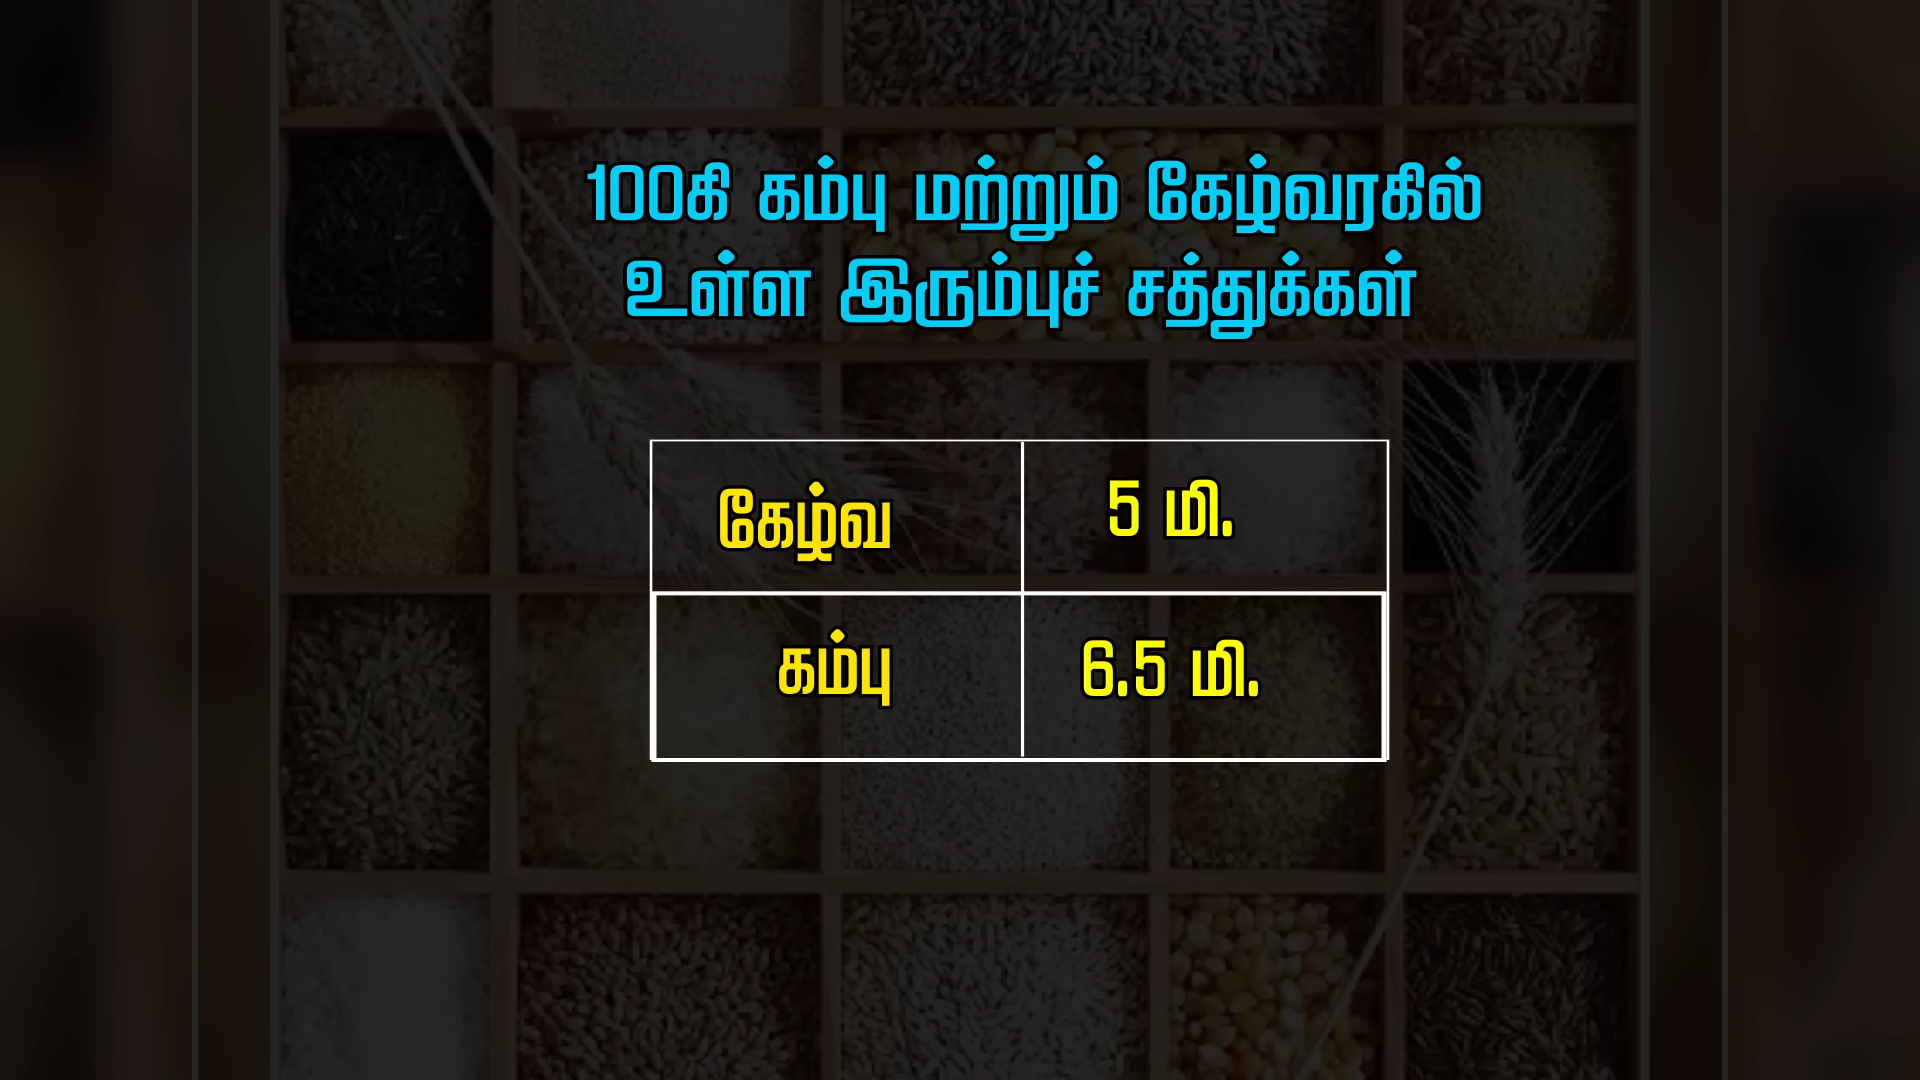 100கி கம்பு மற்றும் கேழ்வரகில்
உள்ள இரும்புச் சத்துக்கள்
கேழ்வ 5 மி.
கம்பு 6.5 மி.